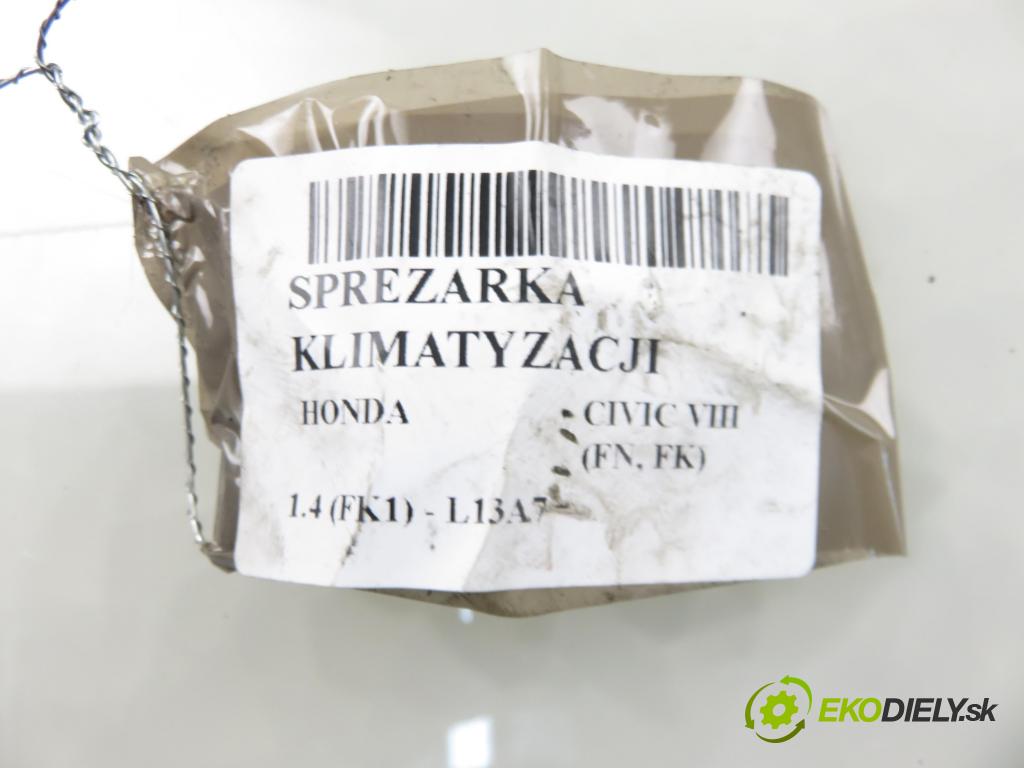 SPREZARKA
KLIMATYZACJI
HONDA CIVIC VIII
(FN, FK)
1.4 (FK1) - L13A7
EKODIELY.sk